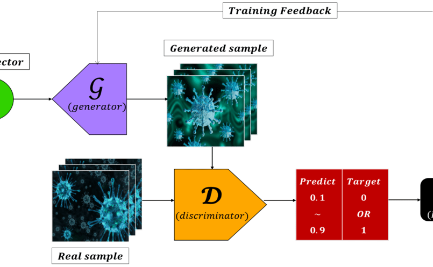 Training Feedback
Generated sample
ector
G
(generator)
D
(discriminator)
Real sample
Predict Target
0.1 0
~ OR
0.9 1